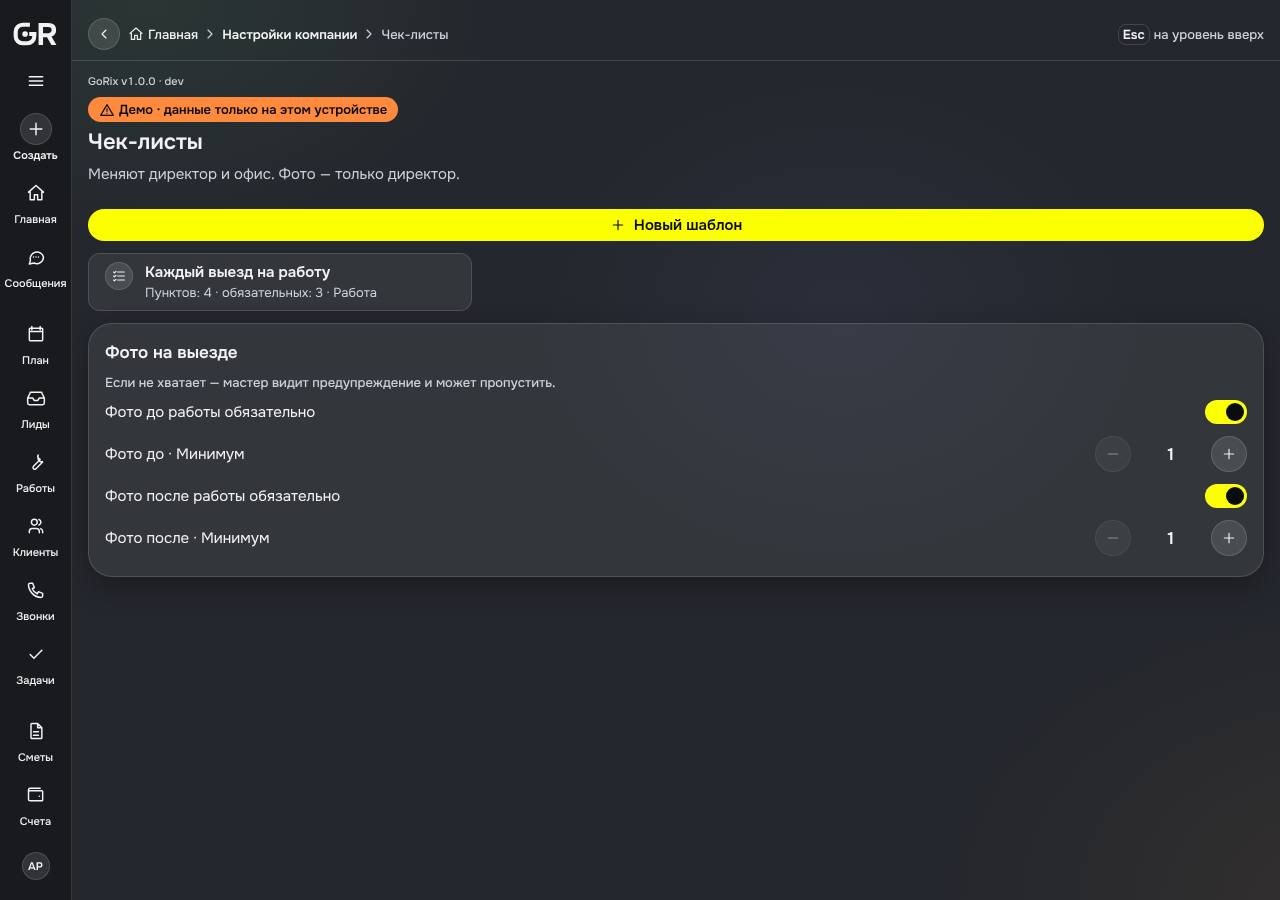 GR
Создать
Главная
Сообщения
План
Лиды
Работы
Клиенты
Звонки
Задачи
Сметы
Счета
AP
Главная > Настройки компании > Чек-листы
Esc на уровень вверх
GoRix v1.0.0 · dev
Демо · данные только на этом устройстве
Чек-листы
Меняют директор и офис. Фото — только директор.
+ Новый шаблон
Каждый выезд на работу
Пунктов: 4 · обязательных: 3 · Работа
Фото на выезде
Если не хватает — мастер видит предупреждение и может пропустить.
Фото до работы обязательно
Фото до · Минимум − 1 +
Фото после работы обязательно
Фото после · Минимум − 1 +